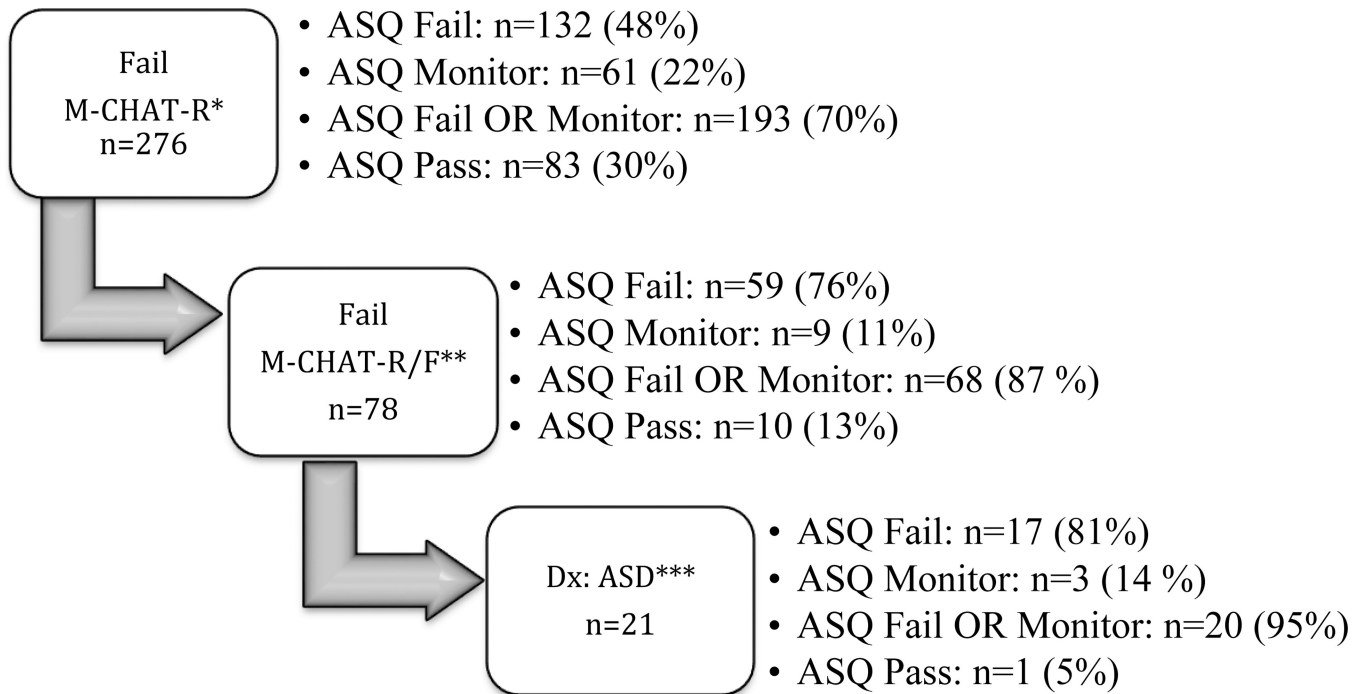 Fail
M-CHAT-R*
n=276
• ASQ Fail: n=132 (48%)
• ASQ Monitor: n=61 (22%)
• ASQ Fail OR Monitor: n=193 (70%)
• ASQ Pass: n=83 (30%)
Fail
M-CHAT-R/F**
n=78
• ASQ Fail: n=59 (76%)
• ASQ Monitor: n=9 (11%)
• ASQ Fail OR Monitor: n=68 (87 %)
• ASQ Pass: n=10 (13%)
Dx: ASD***
n=21
• ASQ Fail: n=17 (81%)
• ASQ Monitor: n=3 (14 %)
• ASQ Fail OR Monitor: n=20 (95%)
• ASQ Pass: n=1 (5%)